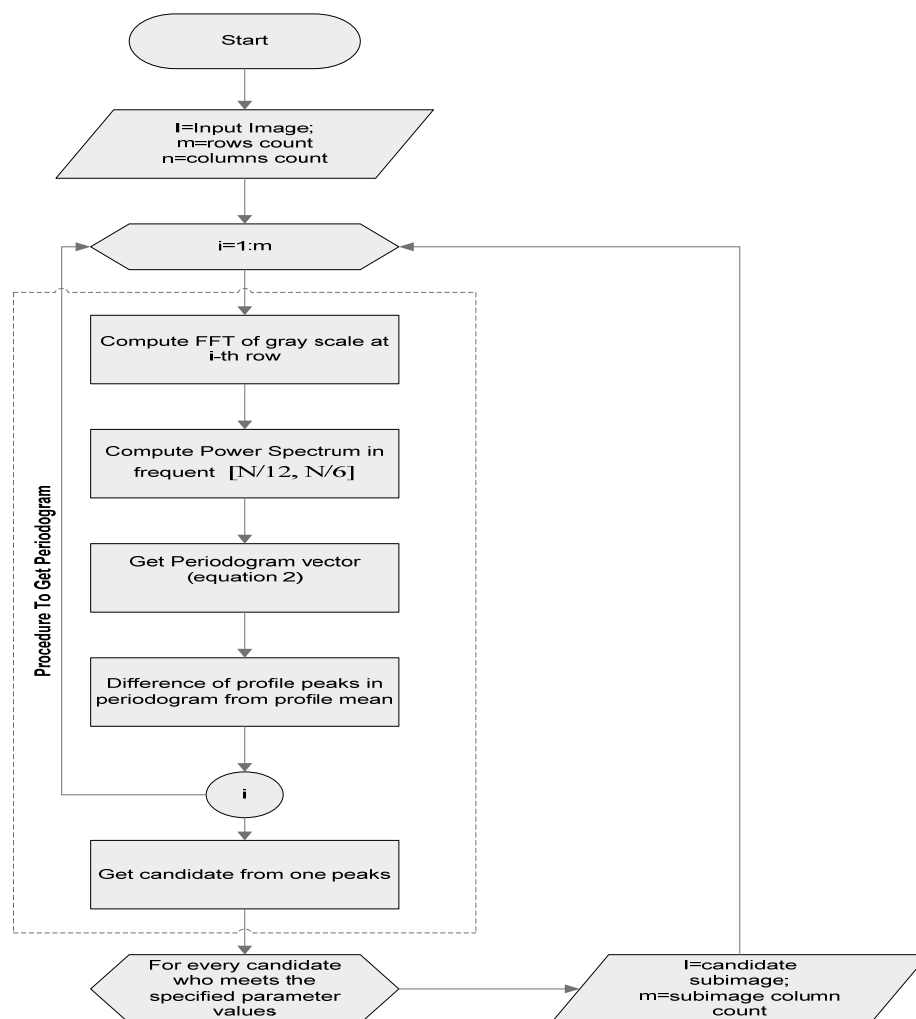 Start
I=Input Image;
m=rows count
n=columns count
i=1:m
Compute FFT of gray scale at
i-th row
Compute Power Spectrum in
frequent [N/12, N/6]
Get Periodogram vector
(equation 2)
Difference of profile peaks in
periodogram from profile mean
i
Get candidate from one peaks
Procedure To Get Periodogram
For every candidate
who meets the
specified parameter
values
I=candidate
subimage;
m=subimage column
count